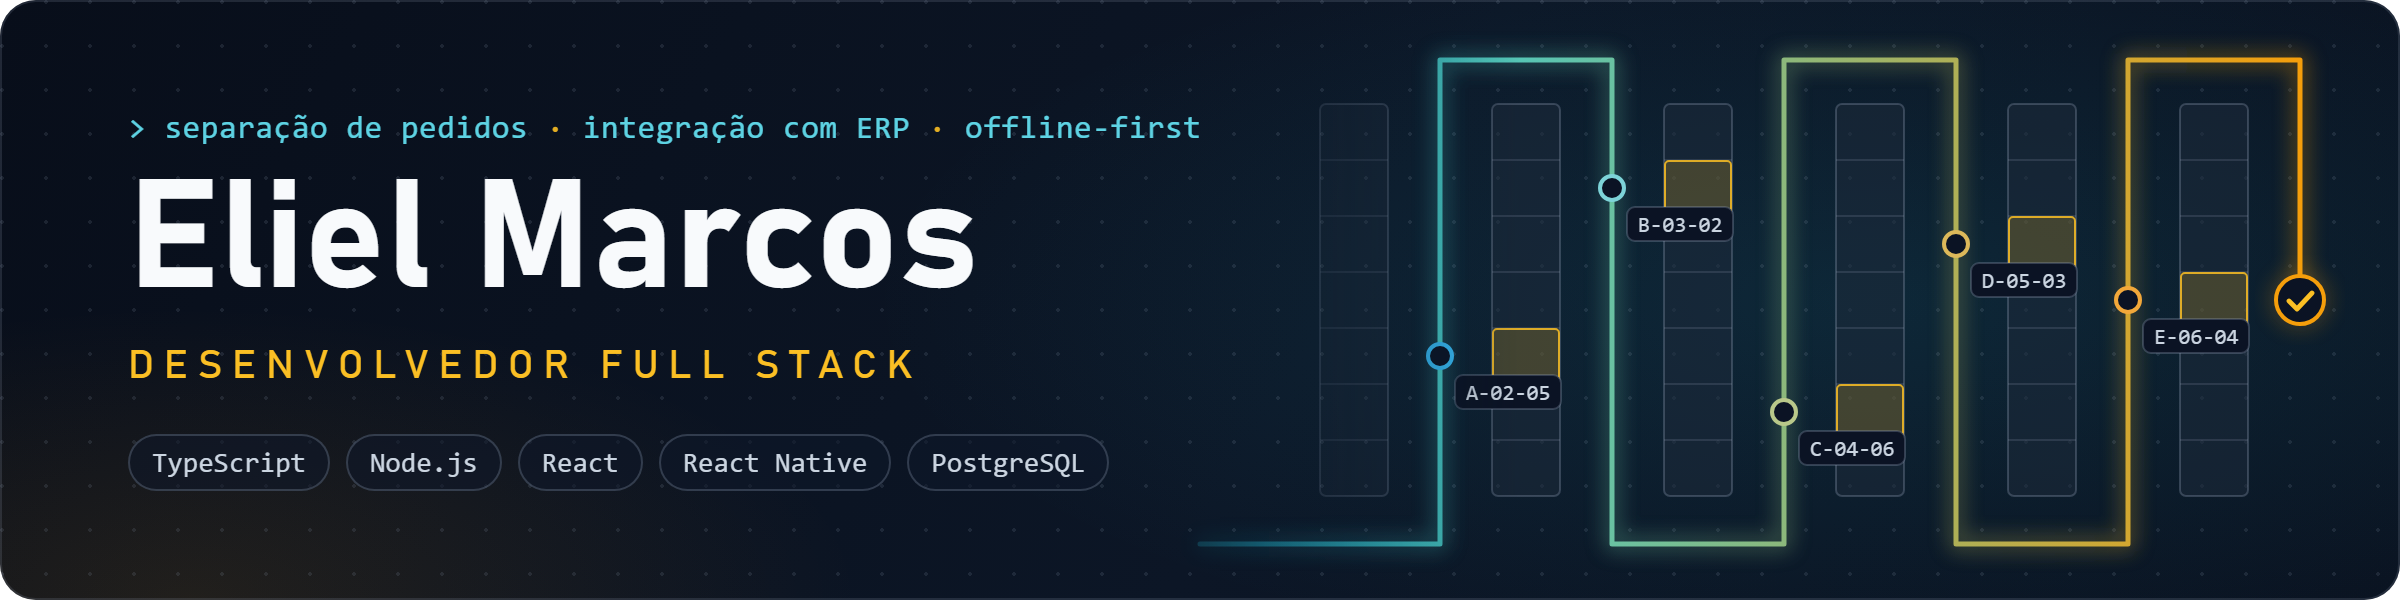 > separação de pedidos · integração com ERP · offline-first
Eliel Marcos
DESENVOLVEDOR FULL STACK
TypeScript
Node.js
React
React Native
PostgreSQL
A-02-05
B-03-02
C-04-06
D-05-03
E-06-04